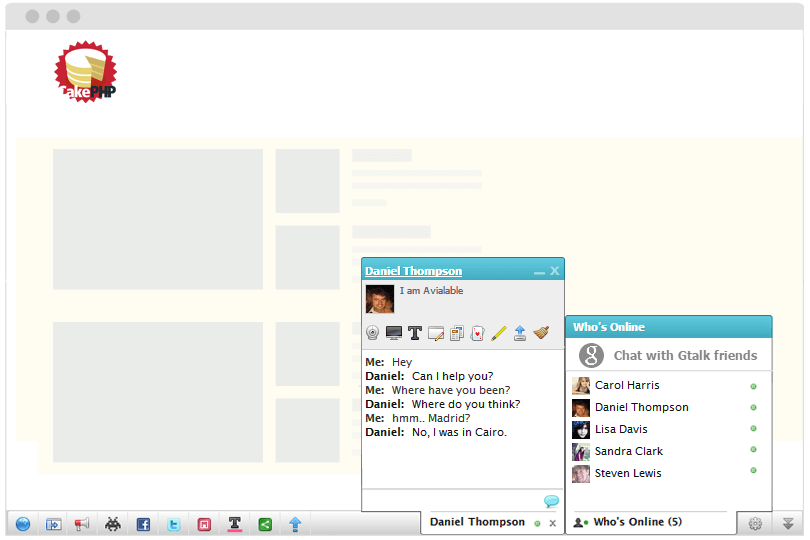 CakePHP
Daniel Thompson
I am Avialable
Me: Hey
Daniel: Can I help you?
Me: Where have you been?
Daniel: Where do you think?
Me: hmm.. Madrid?
Daniel: No, I was in Cairo.
Who's Online
g Chat with Gtalk friends
Carol Harris
Daniel Thompson
Lisa Davis
Sandra Clark
Steven Lewis
Daniel Thompson
Who's Online (5)